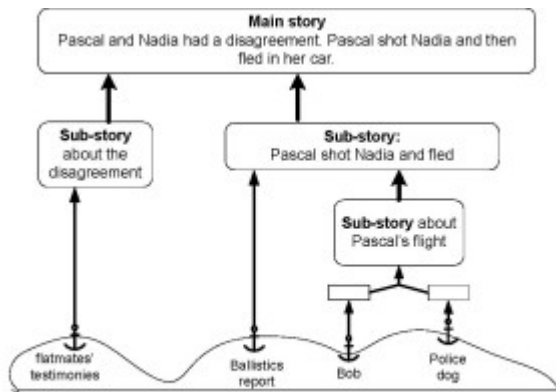 Main story
Pascal and Nadia had a disagreement. Pascal shot Nadia and then
fled in her car.
Sub-story
about the
disagreement
Sub-story:
Pascal shot Nadia and fled
Sub-story about
Pascal's flight
flatmates'
testimonies
Ballistics
report
Bob
Police
dog